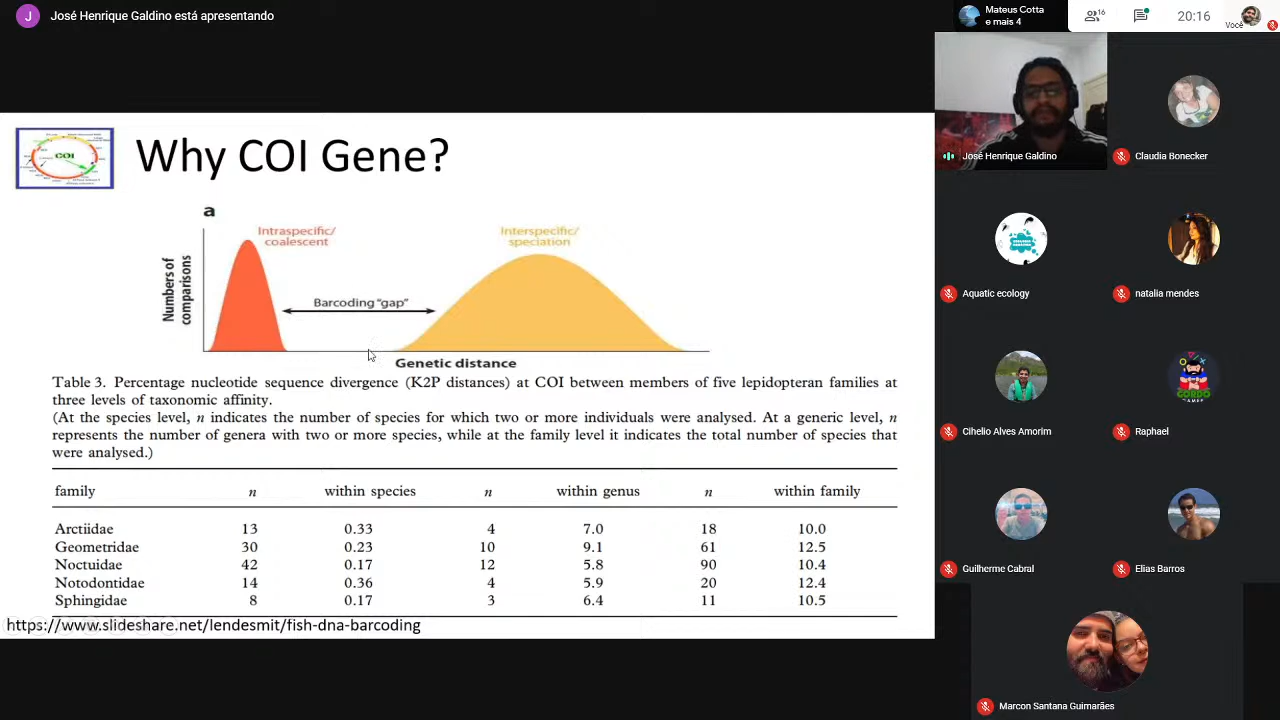 J
José Henrique Galdino está apresentando
Mateus Cotta
e mais 4
16
20:16
Você
COI
Why COI Gene?
a
Intraspecific/
coalescent
Interspecific/
speciation
Numbers of
comparisons
Barcoding "gap"
Genetic distance
Table 3. Percentage nucleotide sequence divergence (K2P distances) at COI between members of five lepidopteran families at
three levels of taxonomic affinity.
(At the species level, n indicates the number of species for which two or more individuals were analysed. At a generic level, n
represents the number of genera with two or more species, while at the family level it indicates the total number of species that
were analysed.)
family n within species n within genus n within family
Arctiidae 13 0.33 4 7.0 18 10.0
Geometridae 30 0.23 10 9.1 61 12.5
Noctuidae 42 0.17 12 5.8 90 10.4
Notodontidae 14 0.36 4 5.9 20 12.4
Sphingidae 8 0.17 3 6.4 11 10.5
https://www.slideshare.net/lendesmit/fish-dna-barcoding
José Henrique Galdino
Claudia Bonecker
Aquatic ecology
natalia mendes
Cihelio Alves Amorim
GORDO
Raphael
Guilherme Cabral
Elias Barros
Marcon Santana Guimarães